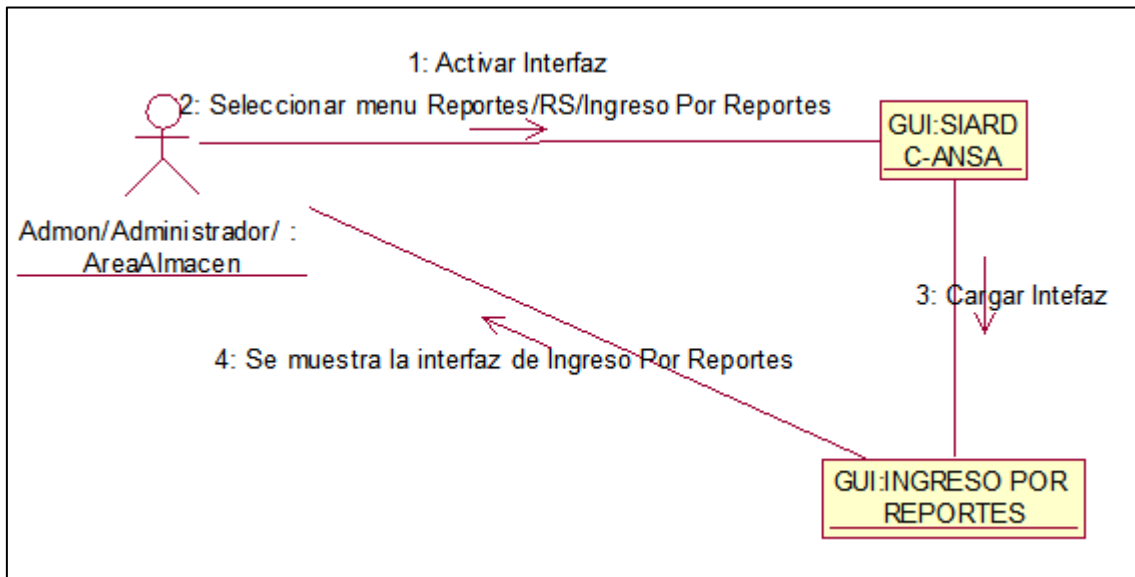 1: Activar Interfaz
2: Seleccionar menu Reportes/RS/Ingreso Por Reportes
GUI:SIARD
C-ANSA
Admon/Administrador/ :
AreaAlmacen
3: Cargar Intefaz
4: Se muestra la interfaz de Ingreso Por Reportes
GUI:INGRESO POR
REPORTES